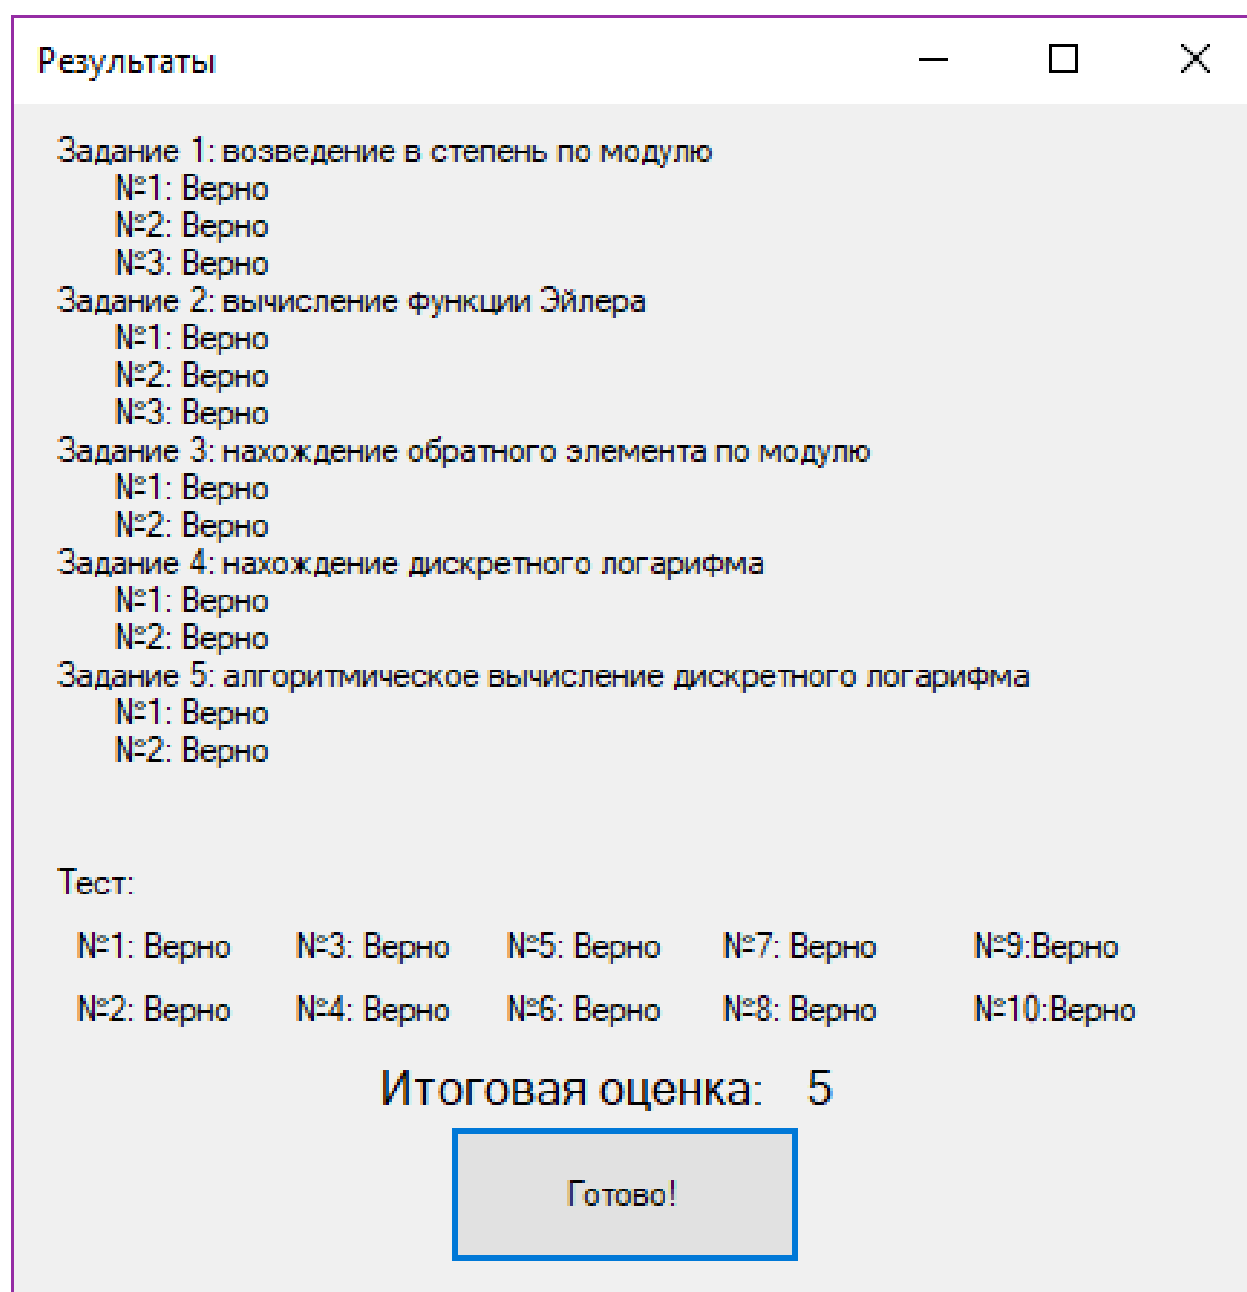 Результаты
Задание 1: возведение в степень по модулю
№1: Верно
№2: Верно
№3: Верно
Задание 2: вычисление функции Эйлера
№1: Верно
№2: Верно
№3: Верно
Задание 3: нахождение обратного элемента по модулю
№1: Верно
№2: Верно
Задание 4: нахождение дискретного логарифма
№1: Верно
№2: Верно
Задание 5: алгоритмическое вычисление дискретного логарифма
№1: Верно
№2: Верно
Тест:
№1: Верно №3: Верно №5: Верно №7: Верно №9:Верно
№2: Верно №4: Верно №6: Верно №8: Верно №10:Верно
Итоговая оценка: 5
Готово!